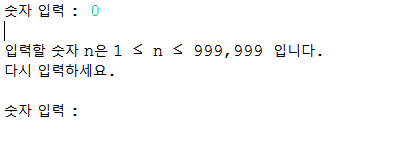 숫자 입력 : 0
입력할 숫자 n은 1 ≤ n ≤ 999,999 입니다.
다시 입력하세요.
숫자 입력 :